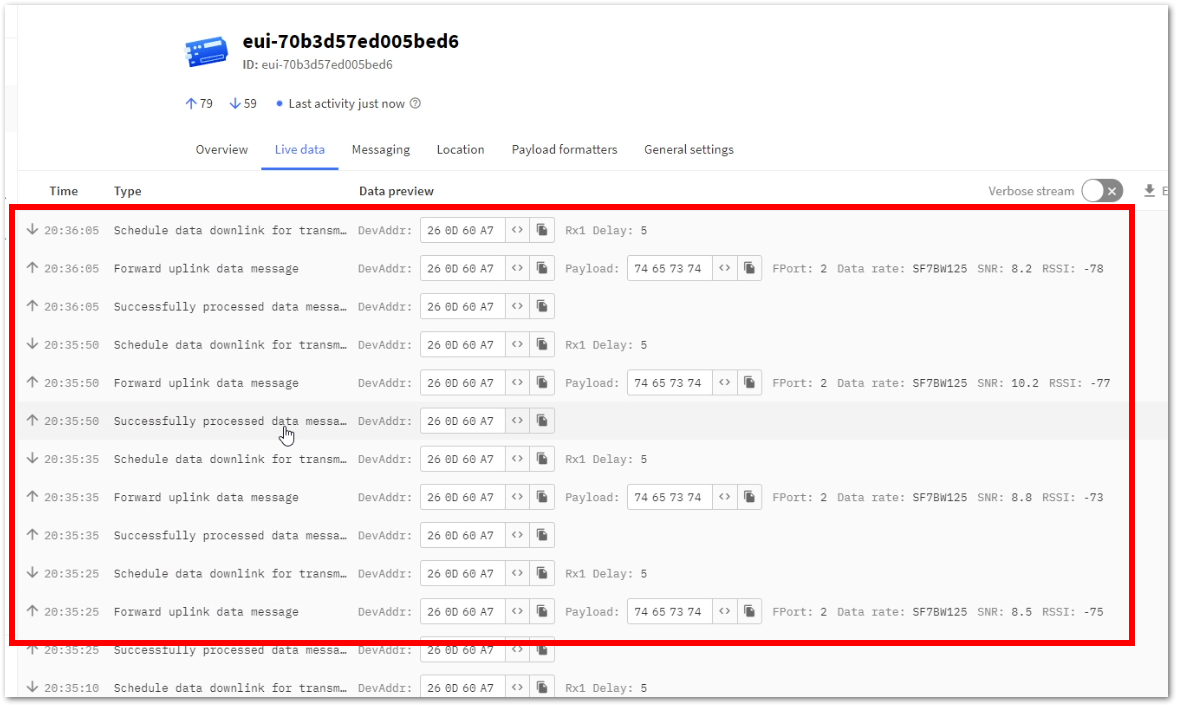 eui-70b3d57ed005bed6
ID: eui-70b3d57ed005bed6
79 59 Last activity just now
Overview Live data Messaging Location Payload formatters General settings
Time Type Data preview Verbose stream E
20:36:05 Schedule data downlink for transm… DevAddr: 26 0D 60 A7 <> Rx1 Delay: 5
20:36:05 Forward uplink data message DevAddr: 26 0D 60 A7 <> Payload: 74 65 73 74 <> FPort: 2 Data rate: SF7BW125 SNR: 8.2 RSSI: -78
20:36:05 Successfully processed data messa… DevAddr: 26 0D 60 A7 <>
20:35:50 Schedule data downlink for transm… DevAddr: 26 0D 60 A7 <> Rx1 Delay: 5
20:35:50 Forward uplink data message DevAddr: 26 0D 60 A7 <> Payload: 74 65 73 74 <> FPort: 2 Data rate: SF7BW125 SNR: 10.2 RSSI: -77
20:35:50 Successfully processed data messa… DevAddr: 26 0D 60 A7 <>
20:35:35 Schedule data downlink for transm… DevAddr: 26 0D 60 A7 <> Rx1 Delay: 5
20:35:35 Forward uplink data message DevAddr: 26 0D 60 A7 <> Payload: 74 65 73 74 <> FPort: 2 Data rate: SF7BW125 SNR: 8.8 RSSI: -73
20:35:35 Successfully processed data messa… DevAddr: 26 0D 60 A7 <>
20:35:25 Schedule data downlink for transm… DevAddr: 26 0D 60 A7 <> Rx1 Delay: 5
20:35:25 Forward uplink data message DevAddr: 26 0D 60 A7 <> Payload: 74 65 73 74 <> FPort: 2 Data rate: SF7BW125 SNR: 8.5 RSSI: -75
20:35:25 Successfully processed data messa… DevAddr: 26 0D 60 A7 <>
20:35:10 Schedule data downlink for transm… DevAddr: 26 0D 60 A7 <> Rx1 Delay: 5